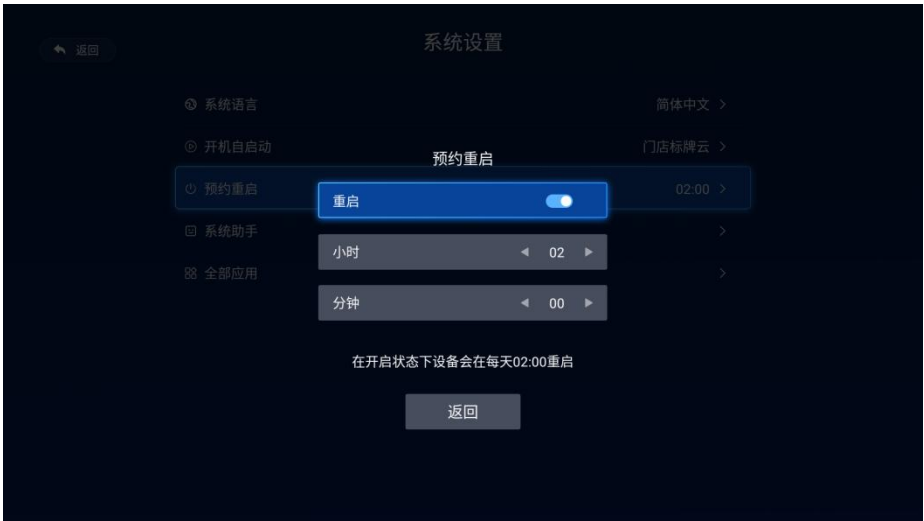 返回
系统设置
系统语言 简体中文
开机自启动 门店标牌云
预约重启
预约重启 02:00
重启
系统助手
小时 02
全部应用
分钟 00
在开启状态下设备会在每天02:00重启
返回